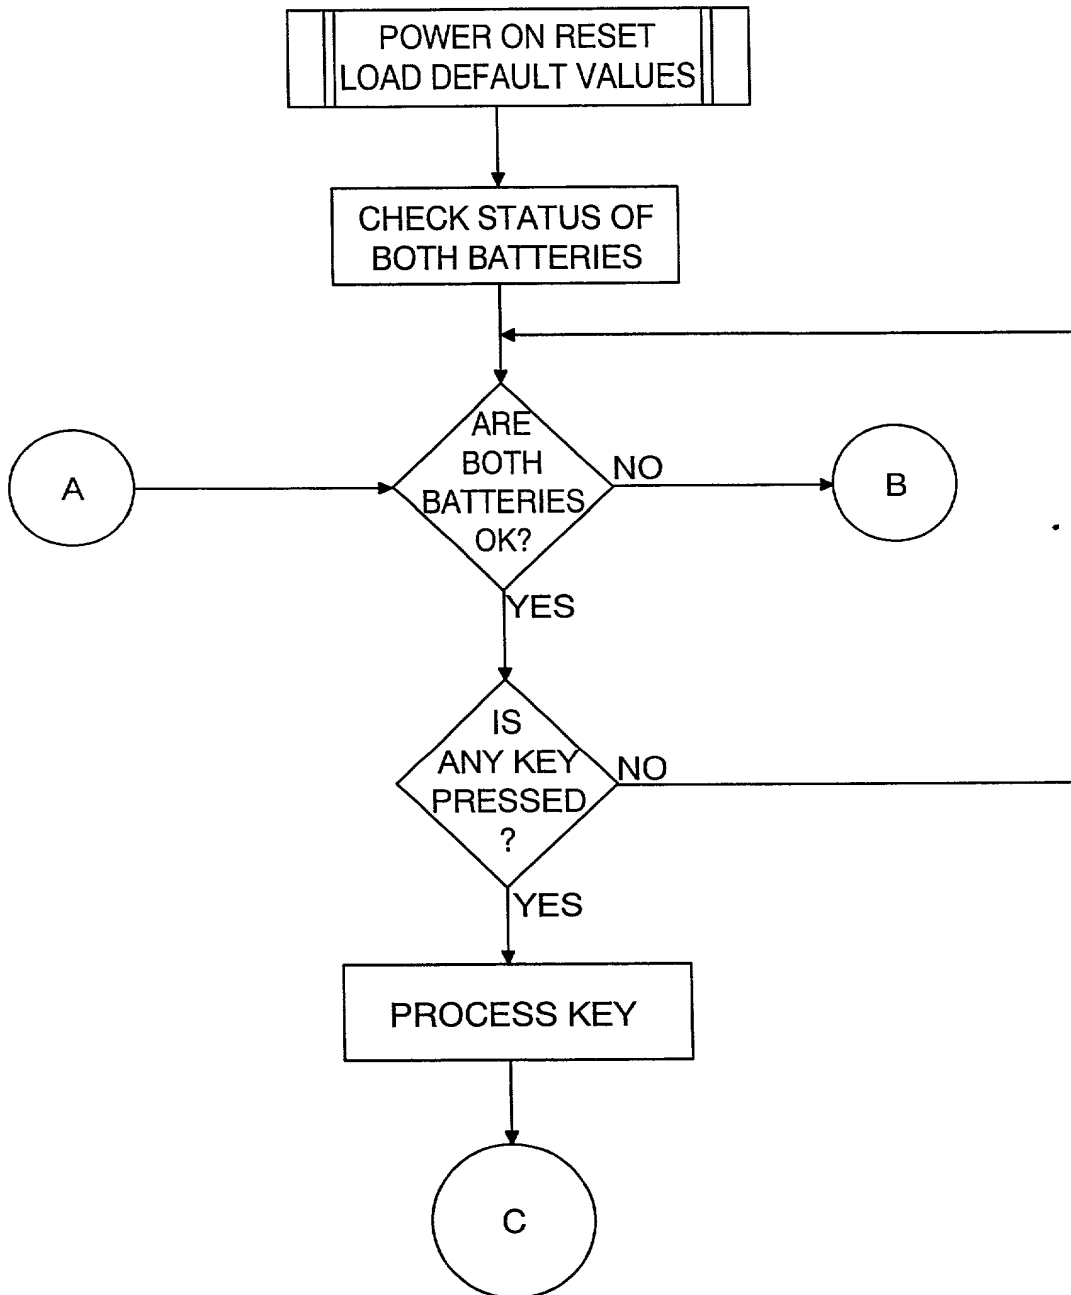 POWER ON RESET
LOAD DEFAULT VALUES
CHECK STATUS OF
BOTH BATTERIES
ARE
BOTH
BATTERIES
OK?
NO
A
B
YES
IS
ANY KEY
PRESSED
?
NO
YES
PROCESS KEY
C